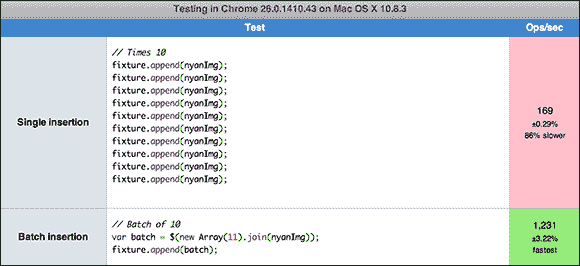 Testing in Chrome 26.0.1410.43 on Mac OS X 10.8.3
Test
Ops/sec
Single insertion
// Times 10
fixture.append(nyanImg);
fixture.append(nyanImg);
fixture.append(nyanImg);
fixture.append(nyanImg);
fixture.append(nyanImg);
fixture.append(nyanImg);
fixture.append(nyanImg);
fixture.append(nyanImg);
fixture.append(nyanImg);
fixture.append(nyanImg);
169
±0.29%
86% slower
Batch insertion
// Batch of 10
var batch = $(new Array(11).join(nyanImg));
fixture.append(batch);
1,231
±3.22%
fastest